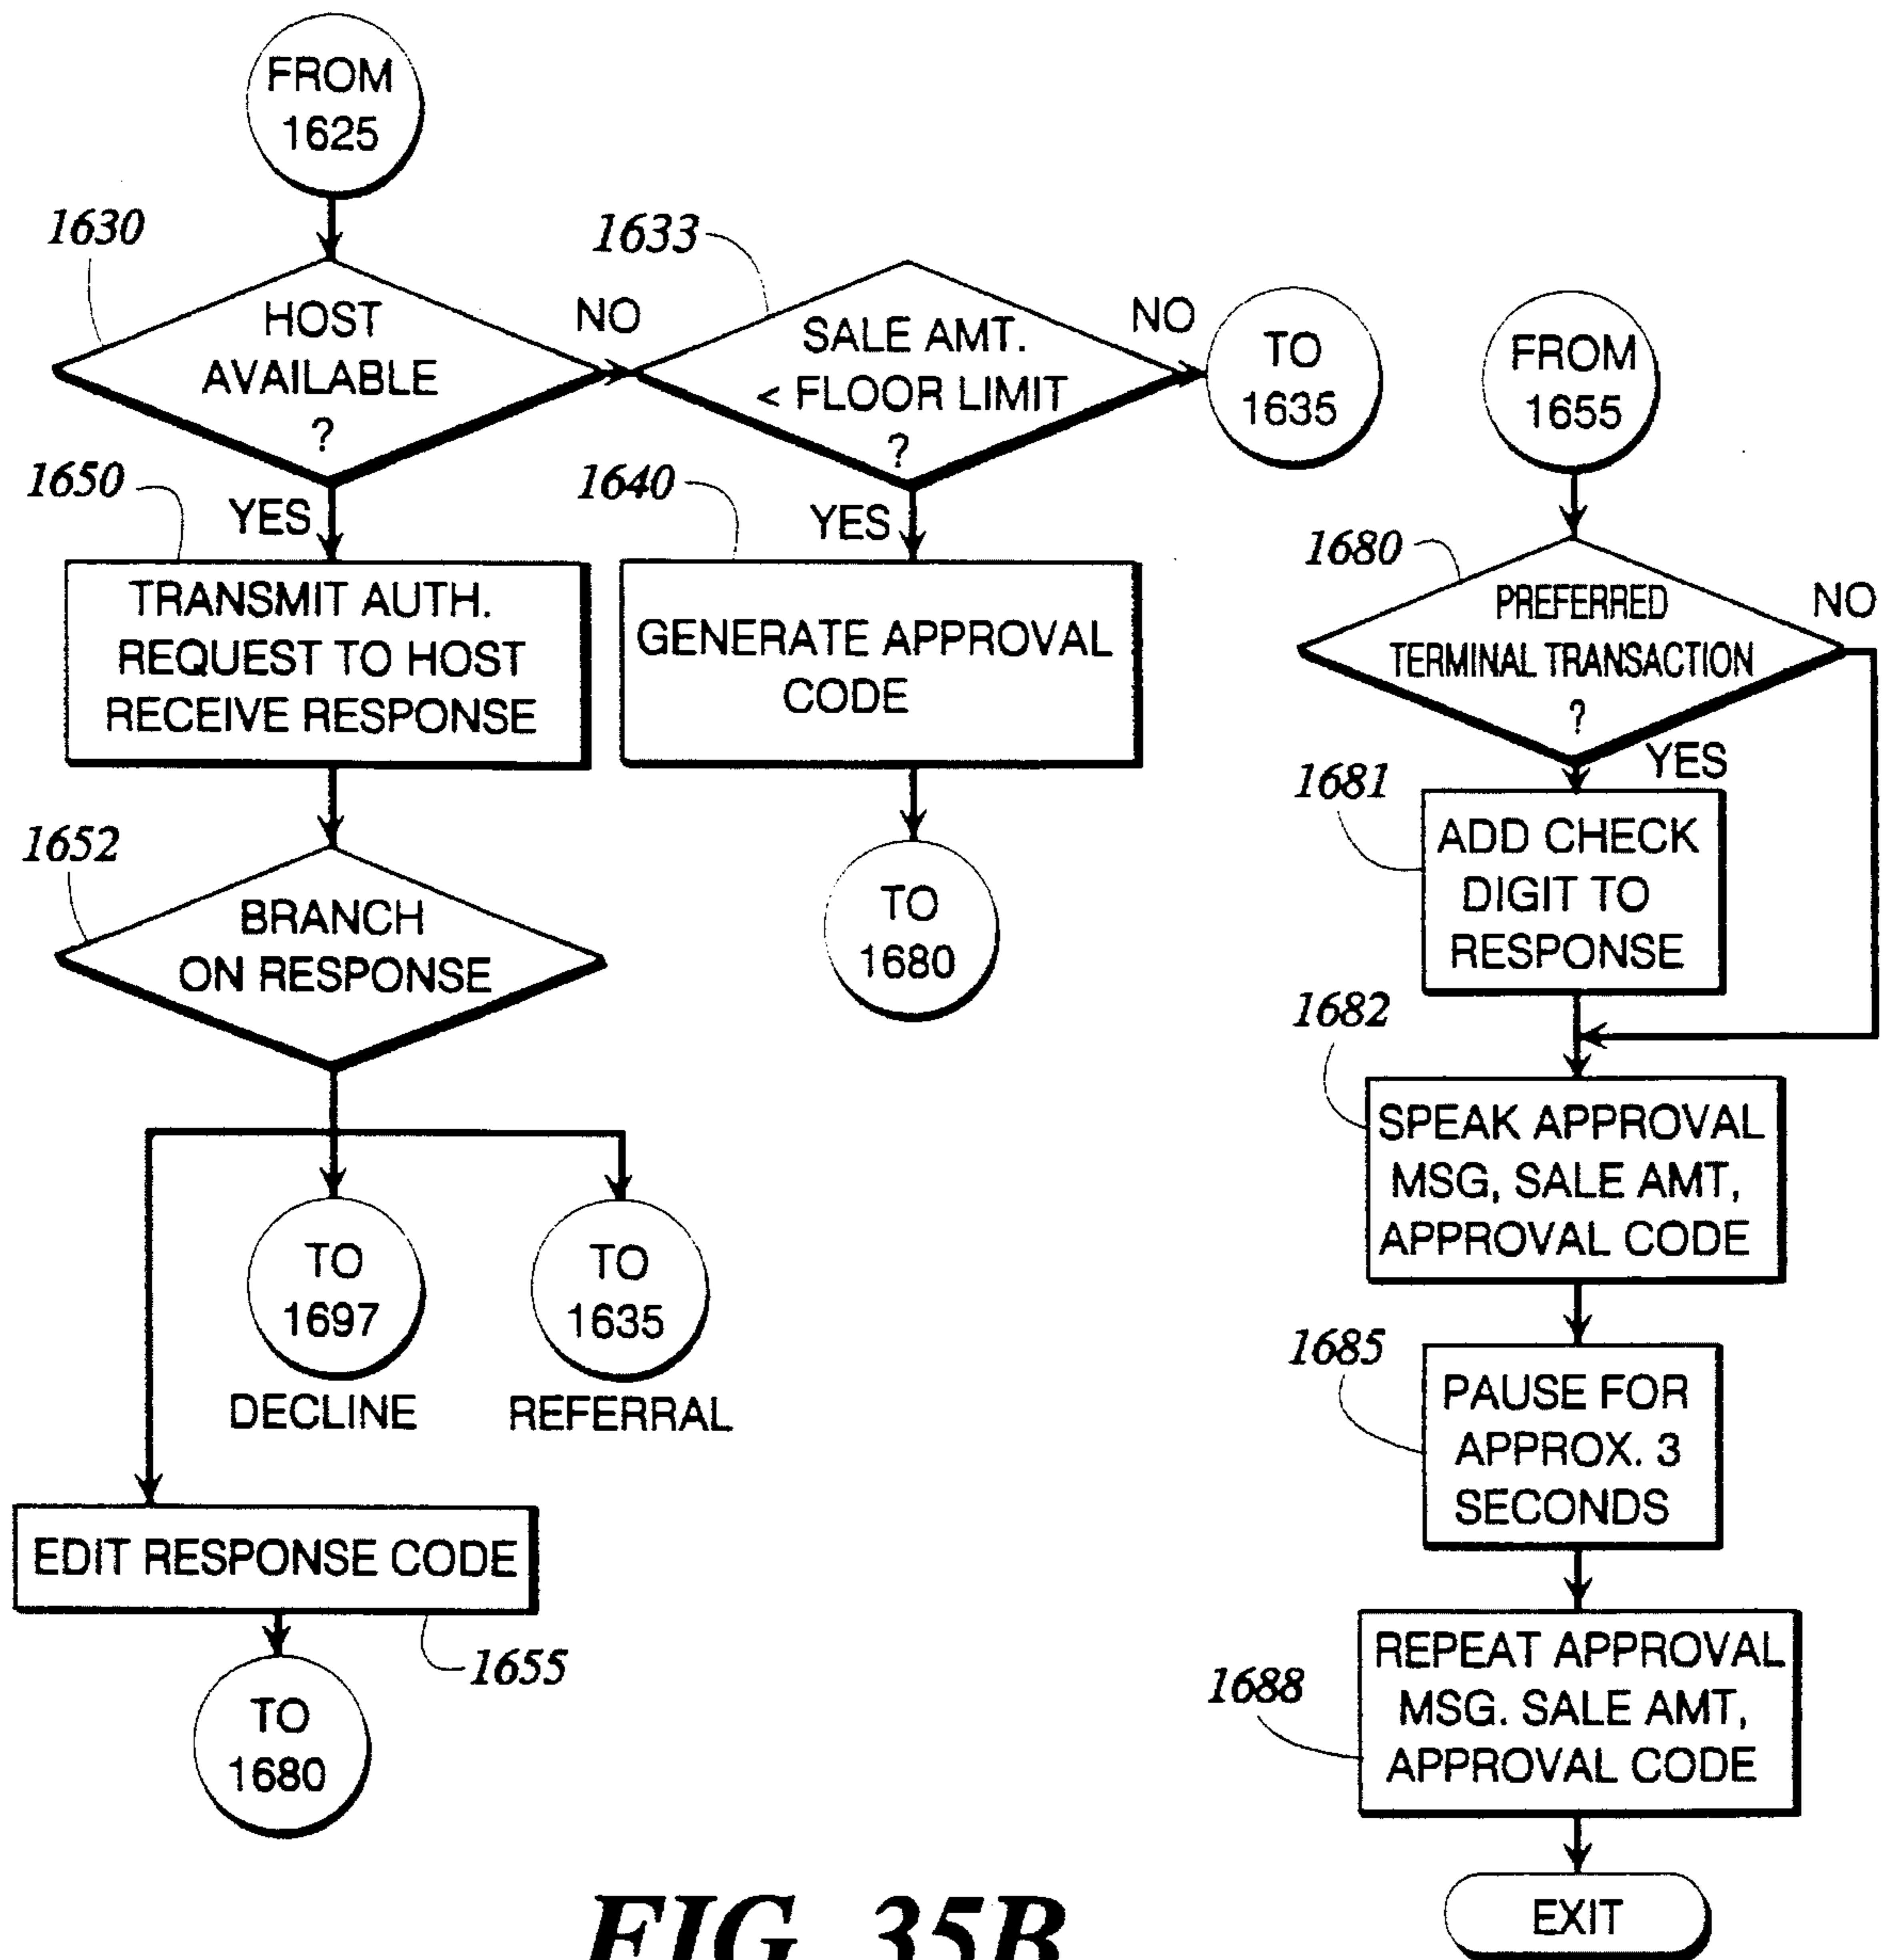 FROM
1625
1630
HOST
AVAILABLE
?
NO
YES
1633
SALE AMT.
< FLOOR LIMIT
?
NO
YES
TO
1635
1650
TRANSMIT AUTH.
REQUEST TO HOST
RECEIVE RESPONSE
1640
GENERATE APPROVAL
CODE
TO
1680
1652
BRANCH
ON RESPONSE
TO
1697
DECLINE
TO
1635
REFERRAL
EDIT RESPONSE CODE
1655
TO
1680
FROM
1655
1680
PREFERRED
TERMINAL TRANSACTION
?
NO
YES
1681
ADD CHECK
DIGIT TO
RESPONSE
1682
SPEAK APPROVAL
MSG, SALE AMT,
APPROVAL CODE
1685
PAUSE FOR
APPROX. 3
SECONDS
1688
REPEAT APPROVAL
MSG. SALE AMT,
APPROVAL CODE
EXIT
FIG. 35B